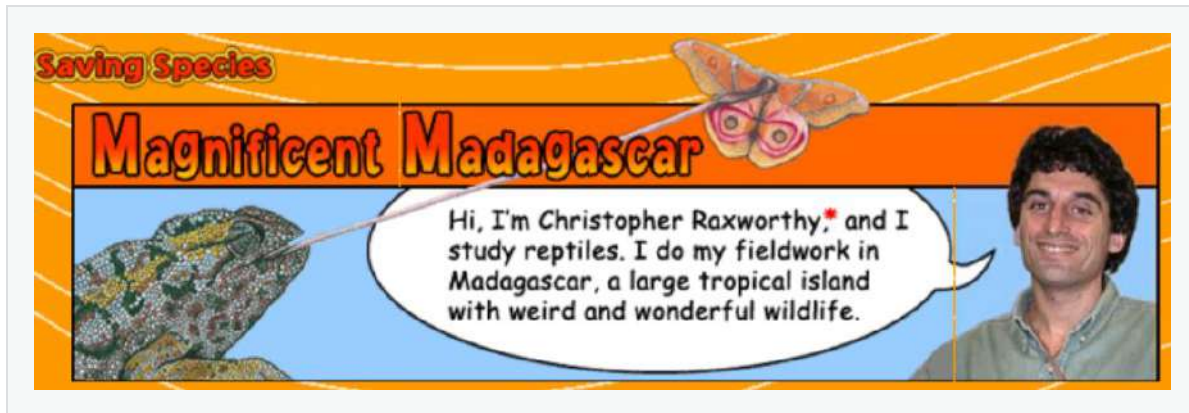 Saving Species
Magnificent Madagascar
Hi, I'm Christopher Raxworthy,* and I
study reptiles. I do my fieldwork in
Madagascar, a large tropical island
with weird and wonderful wildlife.